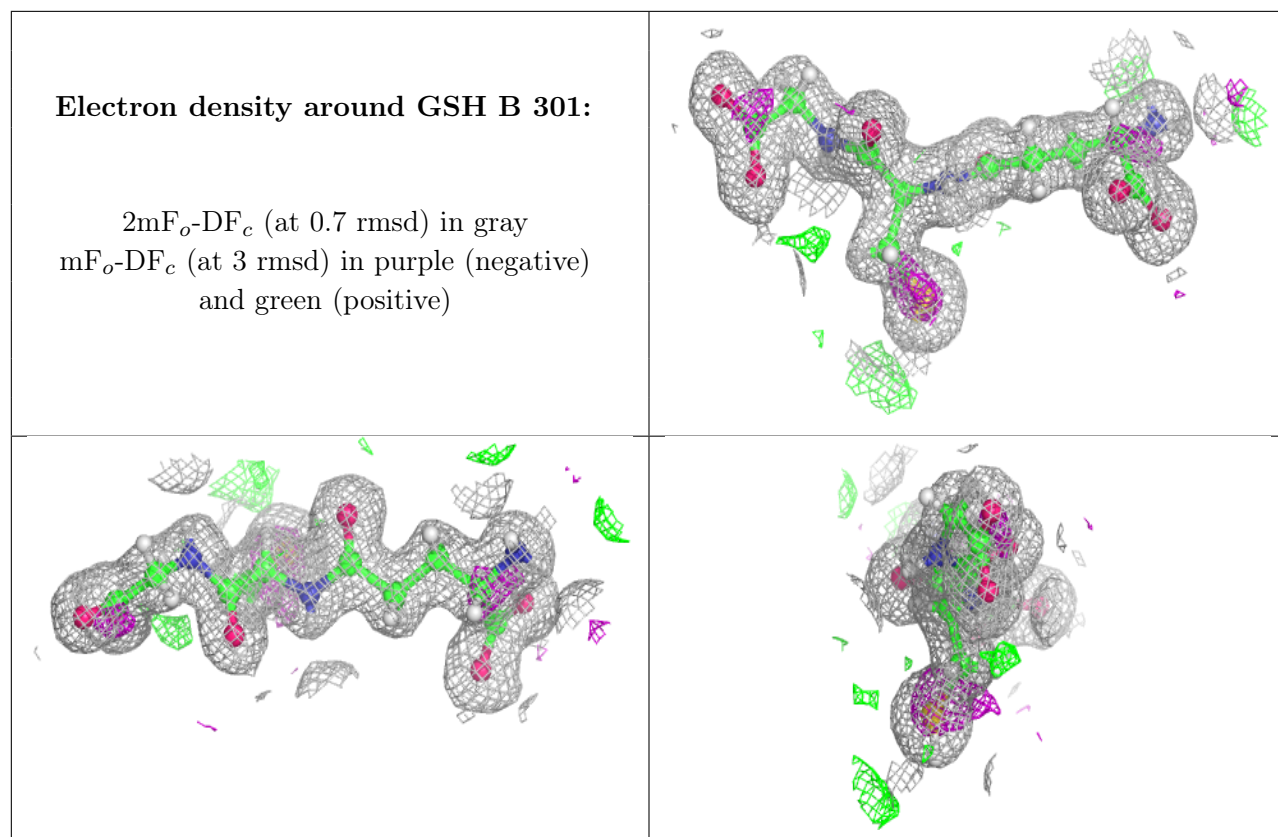 Electron density around GSH B 301:
2mFₒ-DF𝒸 (at 0.7 rmsd) in gray
mFₒ-DF𝒸 (at 3 rmsd) in purple (negative)
and green (positive)